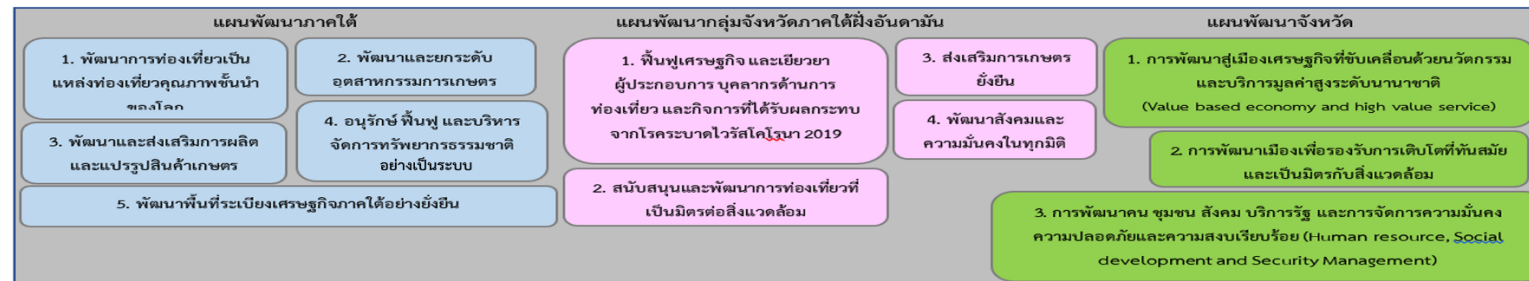 แผนพัฒนาภาคใต้
1. พัฒนาการท่องเที่ยวเป็น
แหล่งท่องเที่ยวคุณภาพชั้นนำ
ของโลก
2. พัฒนาและยกระดับ
อุตสาหกรรมการเกษตร
3. พัฒนาและส่งเสริมการผลิต
และแปรรูปสินค้าเกษตร
4. อนุรักษ์ ฟื้นฟู และบริหาร
จัดการทรัพยากรธรรมชาติ
อย่างเป็นระบบ
5. พัฒนาพื้นที่ระเบียงเศรษฐกิจภาคใต้อย่างยั่งยืน
แผนพัฒนากลุ่มจังหวัดภาคใต้ฝั่งอันดามัน
1. ฟื้นฟูเศรษฐกิจ และเยียวยา
ผู้ประกอบการ บุคลากรด้านการ
ท่องเที่ยว และกิจการที่ได้รับผลกระทบ
จากโรคระบาดไวรัสโคโรูนา 2019
2. สนับสนุนและพัฒนาการท่องเที่ยวที่
เป็นมิตรต่อสิ่งแวดล้อม
3. ส่งเสริมการเกษตร
ยั่งยืน
4. พัฒนาสังคมและ
ความมั่นคงในทุกมิติ
แผนพัฒนาจังหวัด
1. การพัฒนาสู่เมืองเศรษฐกิจที่ขับเคลื่อนด้วยนวัตกรรม
และบริการมูลค่าสูงระดับนานาชาติ
(Value based economy and high value service)
2. การพัฒนาเมืองเพื่อรองรับการเติบโตที่ทันสมัย
และเป็นมิตรกับสิ่งแวดล้อม
3. การพัฒนาคน ชุมชน สังคม บริการรัฐ และการจัดการความมั่นคง
ความปลอดภัยและความสงบเรียบร้อย (Human resource, Social
development and Security Management)